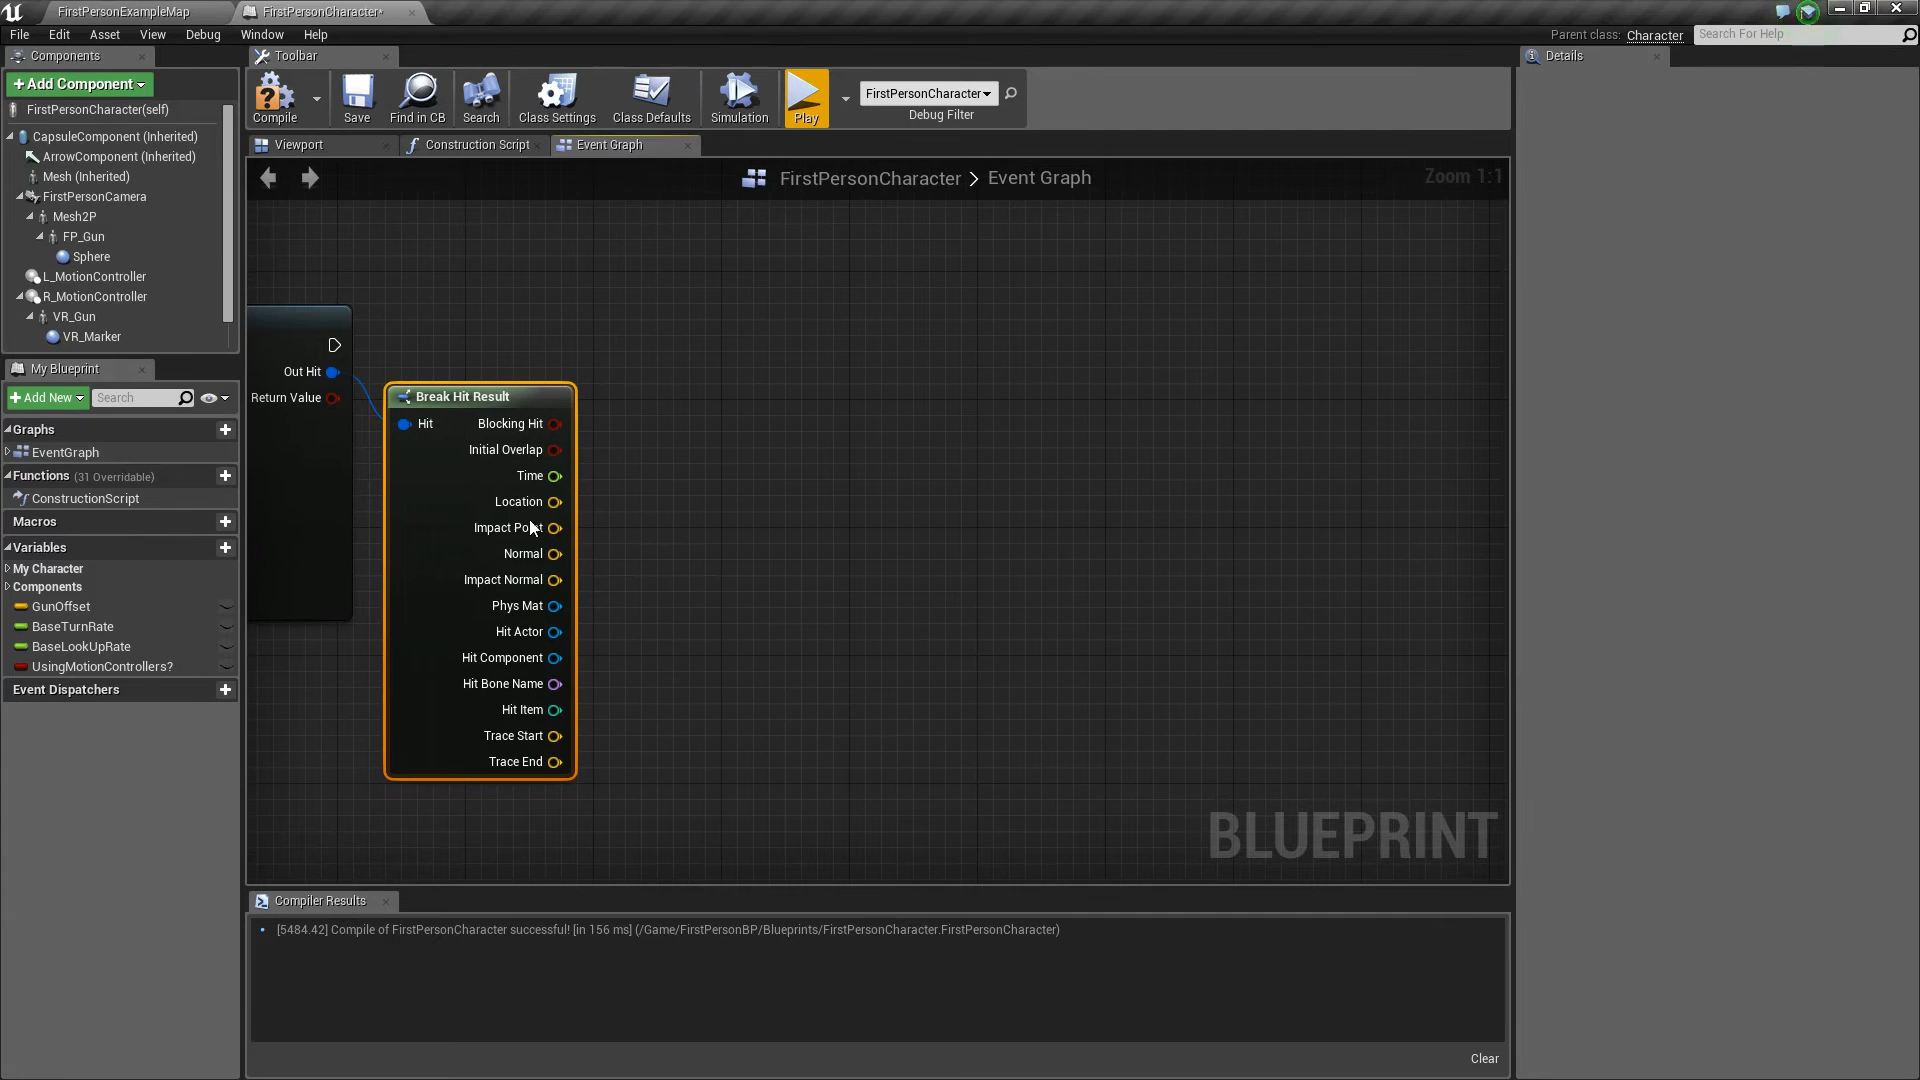 FirstPersonExampleMap
FirstPersonCharacter*
File Edit Asset View Debug Window Help
Parent class: Character
Search For Help
Components
+Add Component
FirstPersonCharacter(self)
CapsuleComponent (Inherited)
ArrowComponent (Inherited)
Mesh (Inherited)
FirstPersonCamera
Mesh2P
FP_Gun
Sphere
L_MotionController
R_MotionController
VR_Gun
VR_Marker
My Blueprint
+Add New
Search
Graphs
EventGraph
Functions (31 Overridable)
ConstructionScript
Macros
Variables
My Character
Components
GunOffset
BaseTurnRate
BaseLookUpRate
UsingMotionControllers?
Event Dispatchers
Toolbar
Compile
Save
Find in CB
Search
Class Settings
Class Defaults
Simulation
Play
FirstPersonCharacter
Debug Filter
Viewport
Construction Script
Event Graph
FirstPersonCharacter > Event Graph
Zoom 1:1
Out Hit
Return Value
Break Hit Result
Hit
Blocking Hit
Initial Overlap
Time
Location
Impact Point
Normal
Impact Normal
Phys Mat
Hit Actor
Hit Component
Hit Bone Name
Hit Item
Trace Start
Trace End
BLUEPRINT
Compiler Results
[5484.42] Compile of FirstPersonCharacter successful! [in 156 ms] (/Game/FirstPersonBP/Blueprints/FirstPersonCharacter.FirstPersonCharacter)
Clear
Details